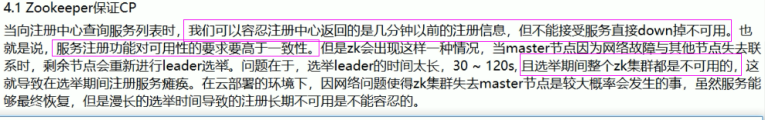 4.1 Zookeeper保证CP
当向注册中心查询服务列表时，我们可以容忍注册中心返回的是几分钟以前的注册信息，但不能接受服务直接down掉不可用。也
就是说，服务注册功能对可用性的要求要高于一致性。但是zk会出现这样一种情况，当master节点因为网络故障与其他节点失去联
系时，剩余节点会重新进行leader选举。问题在于，选举leader的时间太长，30 ~ 120s, 且选举期间整个zk集群都是不可用的，这
就导致在选举期间注册服务瘫痪。在云部署的环境下，因网络问题使得zk集群失去master节点是较大概率会发生的事，虽然服务能
够最终恢复，但是漫长的选举时间导致的注册长期不可用是不能容忍的。